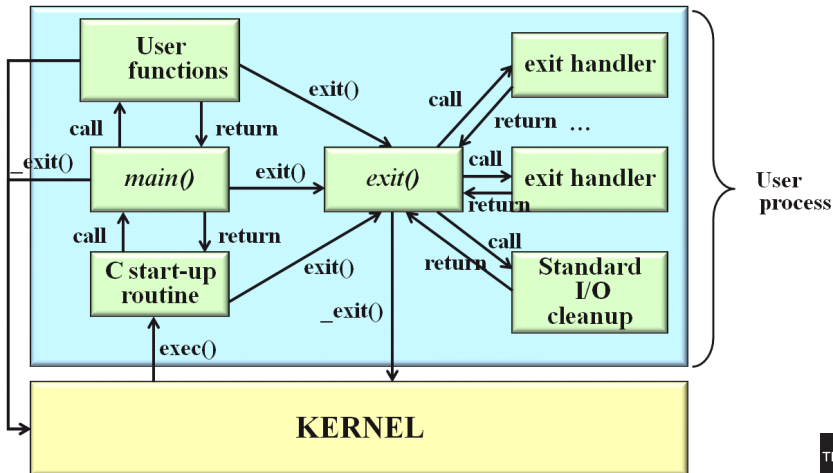 User
functions
exit handler
exit()
call
call
return
return ...
_exit()
call
main()
exit()
exit()
exit handler
User
process
return
call
return
call
return
C start-up
routine
exit()
Standard
I/O
cleanup
_exit()
exec()
KERNEL